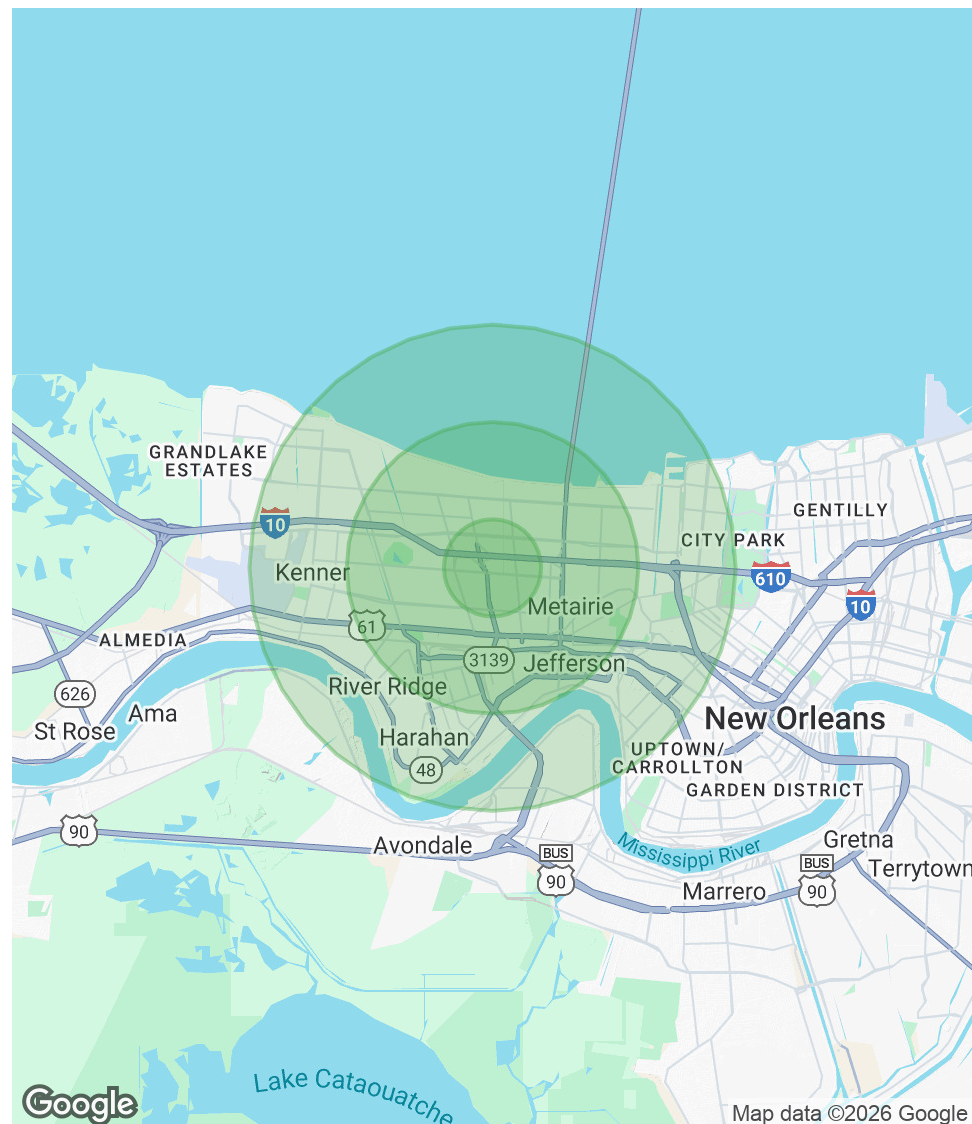 GRANDLAKE
ESTATES
10
GENTILLY
CITY PARK
610
10
Kenner
Metairie
61
ALMEDIA
3139
Jefferson
River Ridge
626
Ama
St Rose
New Orleans
Harahan
UPTOWN/
CARROLLTON
48
GARDEN DISTRICT
90
Avondale
BUS
90
Mississippi River
Gretna
BUS
90
Terrytown
Marrero
Lake Cataouatche
Google
Map data ©2026 Google